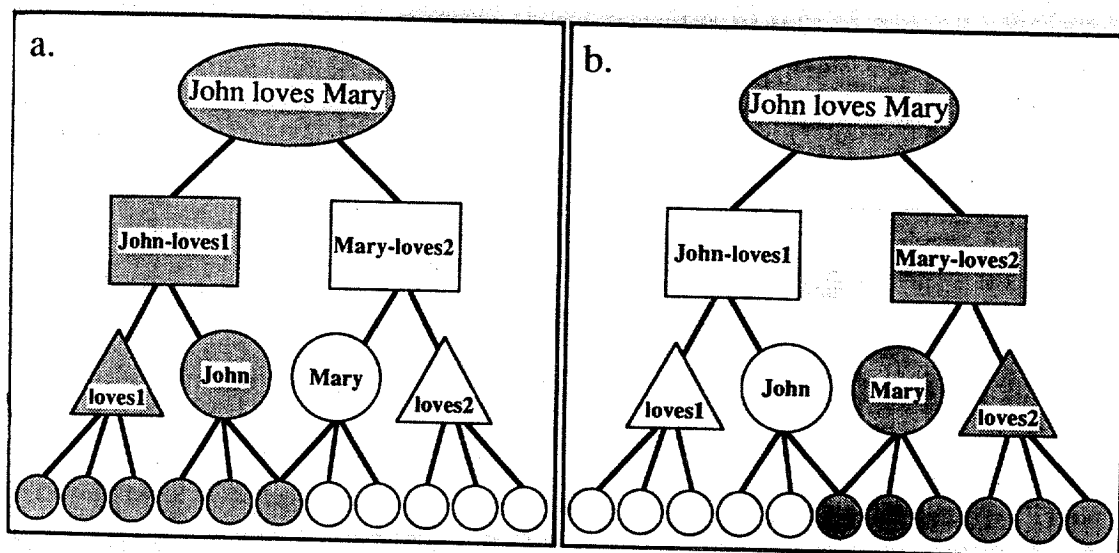 a.
John loves Mary
John-loves1
Mary-loves2
loves1
John
Mary
loves2
b.
John loves Mary
John-loves1
Mary-loves2
loves1
John
Mary
loves2